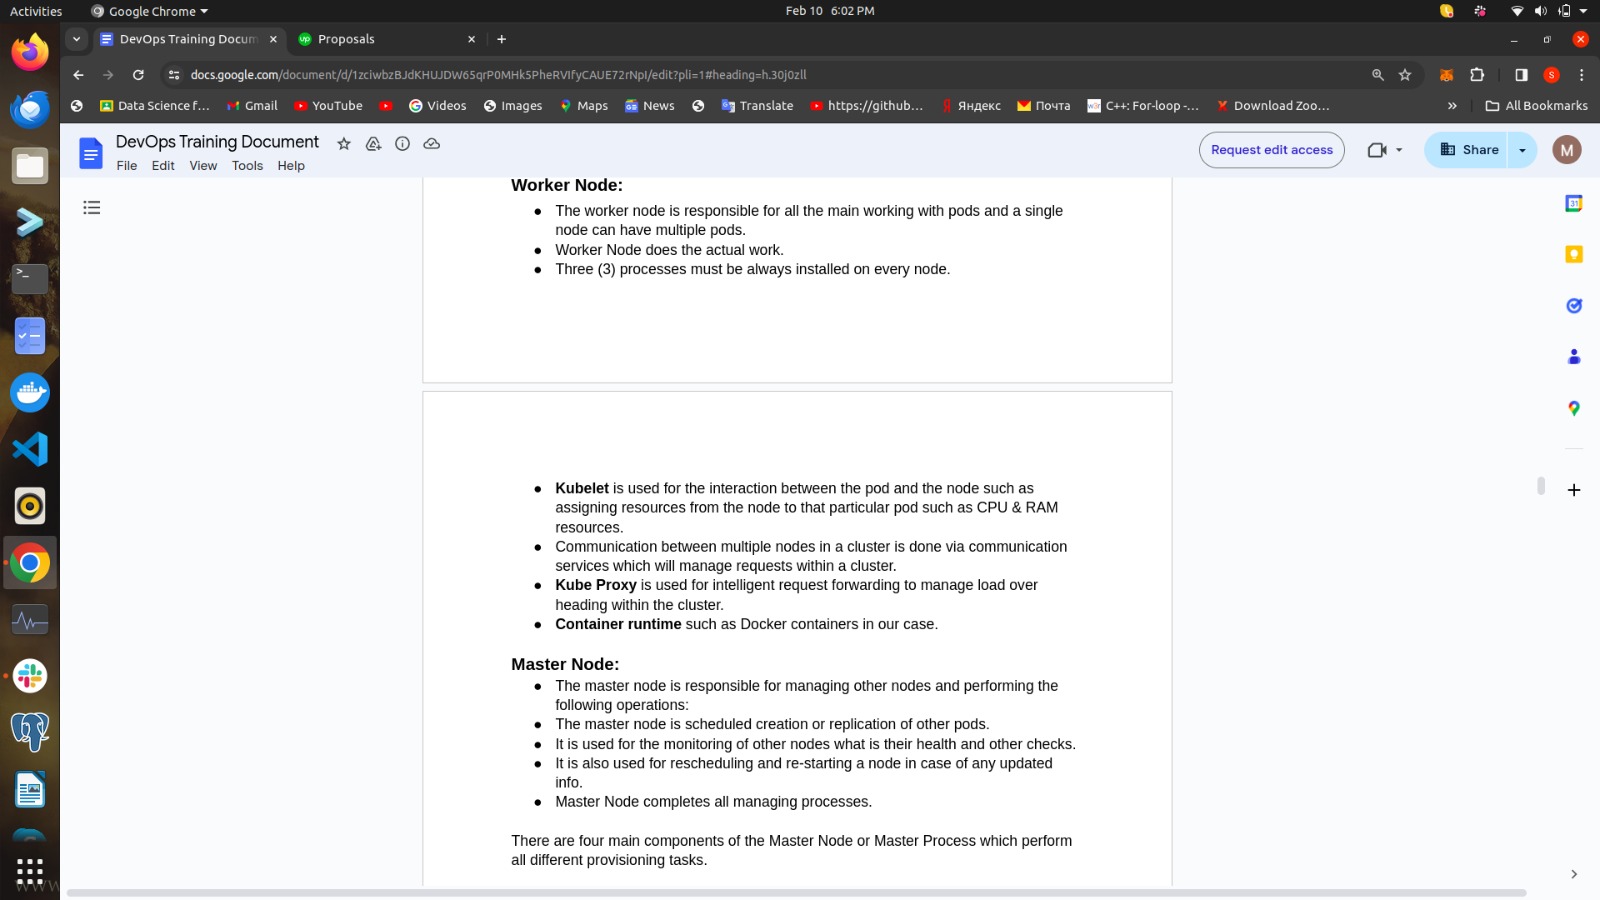 Activities
Google Chrome
Feb 10 6:02 PM
DevOps Training Docum
Proposals
docs.google.com/document/d/1zciwbzBJdKHUJDW65qrP0MHk5PheRVIfyCAUE72rNpI/edit?pli=1#heading=h.30j0zll
S
Data Science f...
Gmail
YouTube
Videos
Images
Maps
News
Translate
https://github...
Яндекс
Почта
C++: For-loop -...
Download Zoo...
»
All Bookmarks
DevOps Training Document
File Edit View Tools Help
Request edit access
Share
M
Worker Node:
● The worker node is responsible for all the main working with pods and a single
node can have multiple pods.
● Worker Node does the actual work.
● Three (3) processes must be always installed on every node.
● Kubelet is used for the interaction between the pod and the node such as
assigning resources from the node to that particular pod such as CPU & RAM
resources.
● Communication between multiple nodes in a cluster is done via communication
services which will manage requests within a cluster.
● Kube Proxy is used for intelligent request forwarding to manage load over
heading within the cluster.
● Container runtime such as Docker containers in our case.
Master Node:
● The master node is responsible for managing other nodes and performing the
following operations:
● The master node is scheduled creation or replication of other pods.
● It is used for the monitoring of other nodes what is their health and other checks.
● It is also used for rescheduling and re-starting a node in case of any updated
info.
● Master Node completes all managing processes.
There are four main components of the Master Node or Master Process which perform
all different provisioning tasks.
31